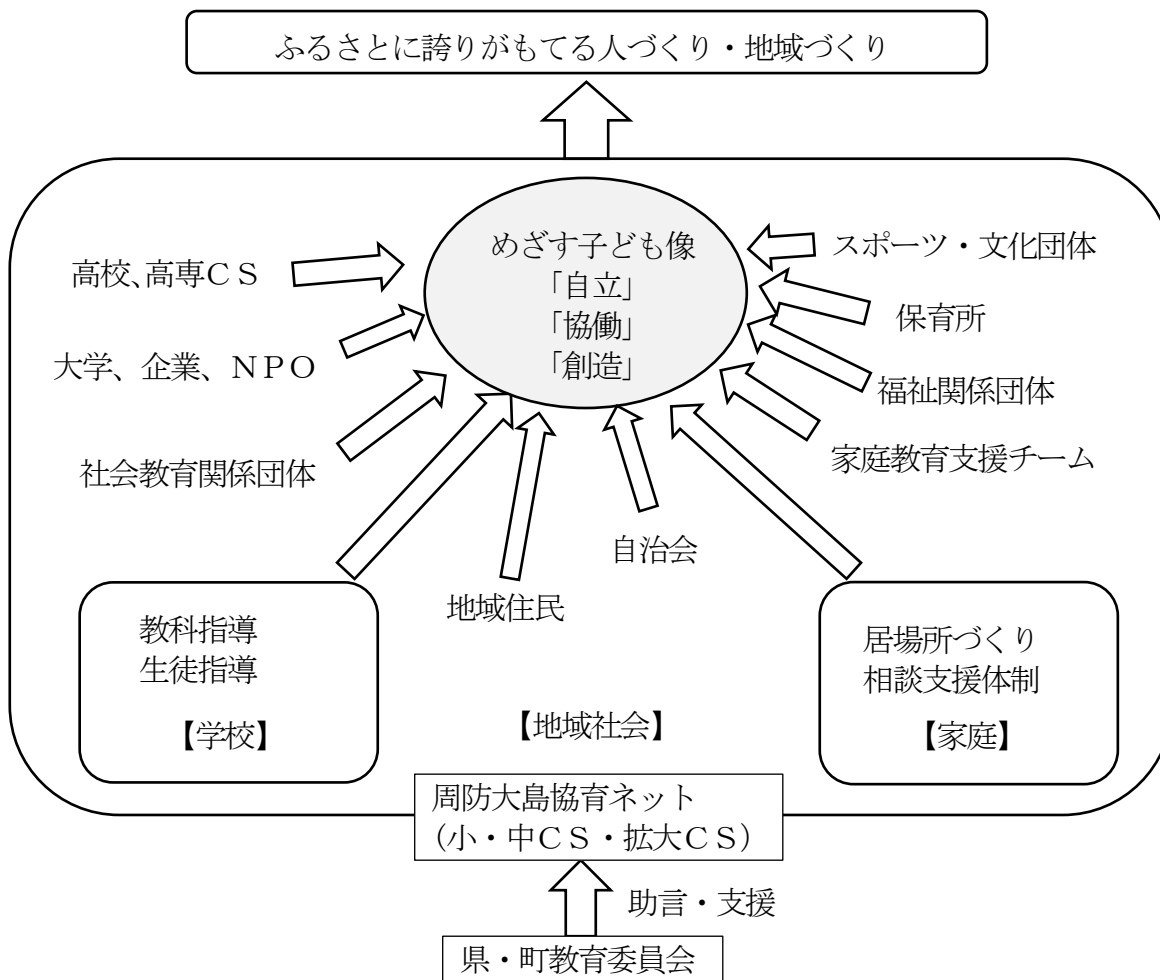 ふるさとに誇りがもてる人づくり・地域づくり
めざす子ども像
「自立」
「協働」
「創造」
高校、高専ＣＳ
大学、企業、ＮＰＯ
社会教育関係団体
スポーツ・文化団体
保育所
福祉関係団体
家庭教育支援チーム
自治会
地域住民
教科指導
生徒指導
【学校】
【地域社会】
居場所づくり
相談支援体制
【家庭】
周防大島協育ネット
（小・中ＣＳ・拡大ＣＳ）
助言・支援
県・町教育委員会